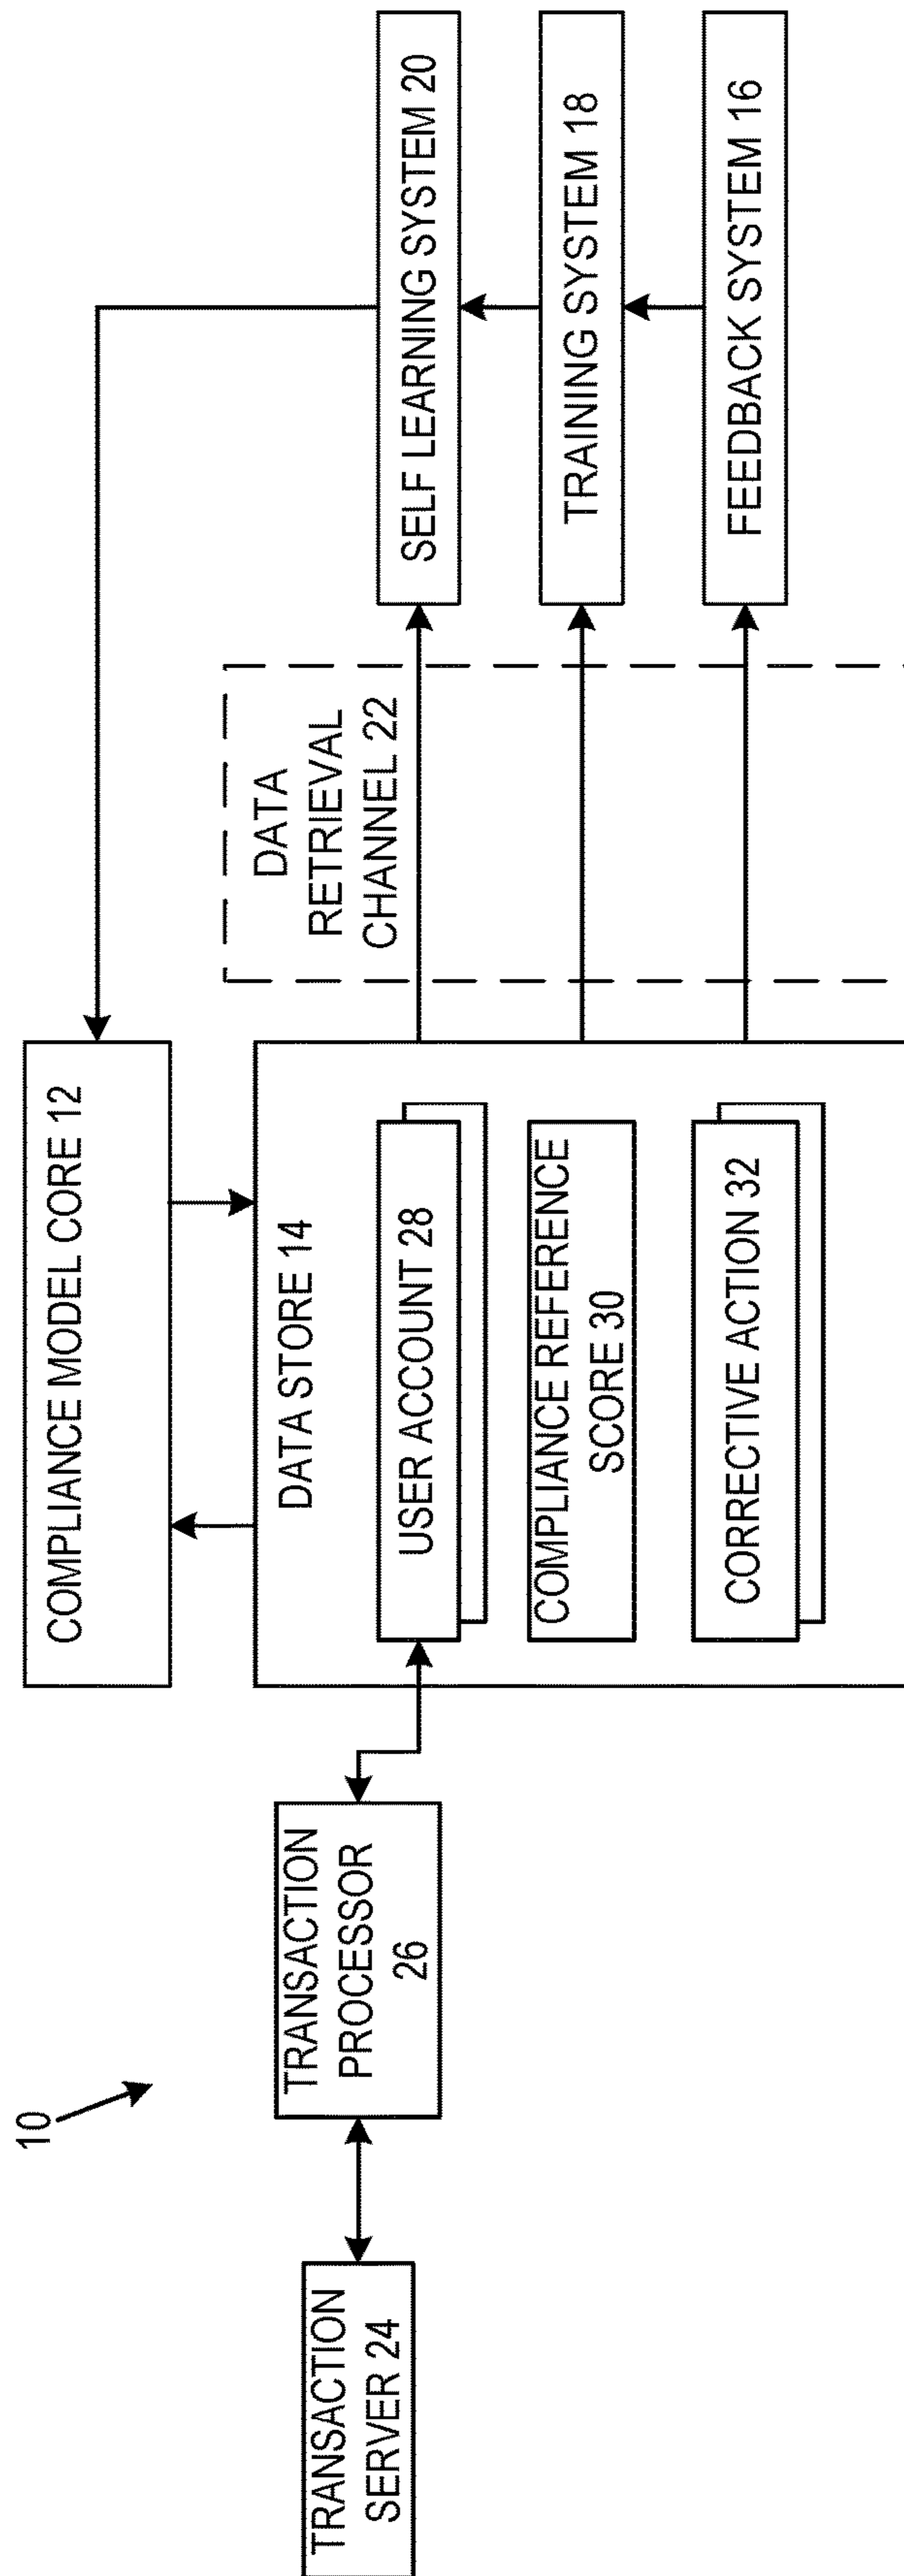 10
TRANSACTION
SERVER 24
TRANSACTION
PROCESSOR
26
COMPLIANCE MODEL CORE 12
DATA STORE 14
USER ACCOUNT 28
COMPLIANCE REFERENCE
SCORE 30
CORRECTIVE ACTION 32
DATA
RETRIEVAL
CHANNEL 22
SELF LEARNING SYSTEM 20
TRAINING SYSTEM 18
FEEDBACK SYSTEM 16